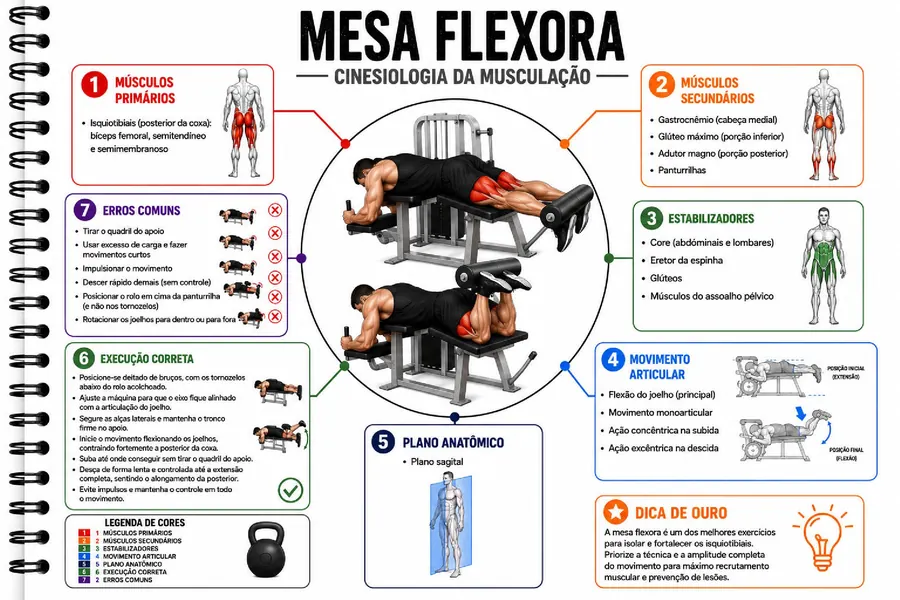 MESA FLEXORA
CINESIOLOGIA DA MUSCULAÇÃO
1 MÚSCULOS
PRIMÁRIOS
• Isquiotibiais (posterior da coxa):
bíceps femoral, semitendíneo
e semimembranoso
2 MÚSCULOS
SECUNDÁRIOS
• Gastrocnêmio (cabeça medial)
• Glúteo máximo (porção inferior)
• Adutor magno (porção posterior)
• Panturrilhas
7 ERROS COMUNS
• Tirar o quadril do apoio
• Usar excesso de carga e fazer
movimentos curtos
• Impulsionar o movimento
• Descer rápido demais (sem controle)
• Posicionar o rolo em cima da panturrilha
(e não nos tornozelos)
• Rotacionar os joelhos para dentro ou para fora
3 ESTABILIZADORES
• Core (abdóminais e lombares)
• Eretor da espinha
• Glúteos
• Músculos do assoalho pélvico
6 EXECUÇÃO CORRETA
• Posicione-se deitado de bruços, com os tornozelos
baixo do rolo acolchoado.
• Ajuste a máquina para que o eixo fique alinhado
com a articulação do joelho.
• Segure as alças laterais e mantenha o tronco
firme no apoio.
• Inicie o movimento flexionando os joelhos,
contraindo fortemente a posterior da coxa.
• Suba até onde conseguir sem tirar o quadril do apoio.
• Desça de forma lenta e controlada até a extensão
completa, sentindo o alongamento da posterior.
• Evite impulsos e mantenha o controle em todo
o movimento.
4 MOVIMENTO
ARTICULAR
• Flexão do joelho (principal)
• Movimento monoarticular
• Ação concêntrica na subida
• Ação excêntrica na descida
POSIÇÃO INICIAL
(EXTENSÃO)
POSIÇÃO FINAL
(FLEXÃO)
5 PLANO ANATÔMICO
• Plano sagital
LEGENDA DE CORES
1 1 MÚSCULOS PRIMÁRIOS
2 2 MÚSCULOS SECUNDÁRIOS
3 3 ESTABILIZADORES
4 4 MOVIMENTO ARTICULAR
5 5 PLANO ANATÔMICO
6 6 EXECUÇÃO CORRETA
7 2 ERROS COMUNS
DICA DE OURO
A mesa flexora é um dos melhores exercícios
para isolar e fortalecer os isquiotibiais.
Priorize a técnica e a amplitude completa
do movimento para máximo recrutamento
muscular e prevenção de lesões.